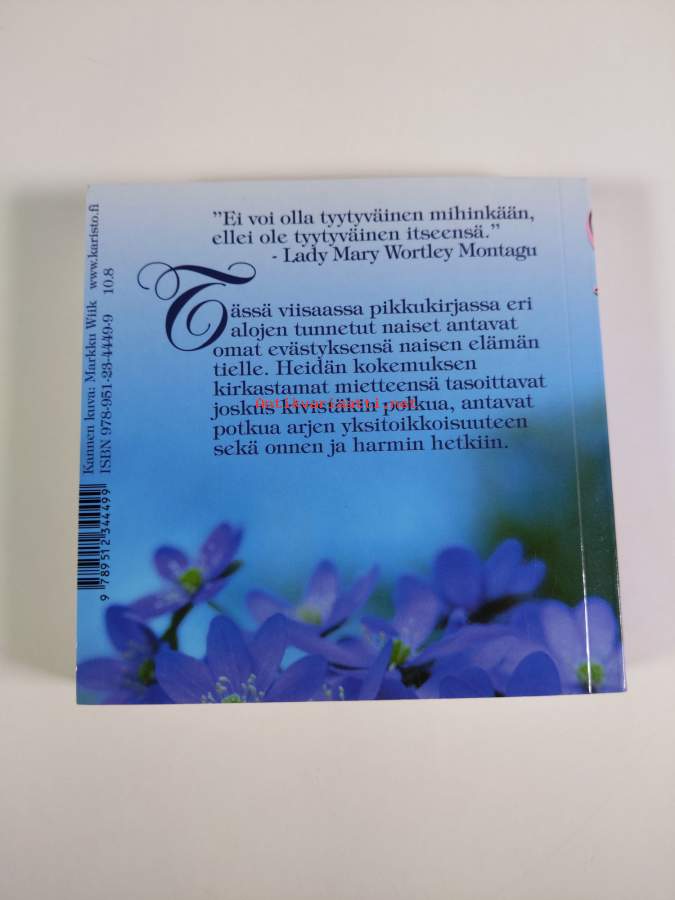 ”Ei voi olla tyytyväinen mihinkään,
ellei ole tyytyväinen itseensä.”
- Lady Mary Wortley Montagu
Tässä viisaassa pikkukirjassa eri
alojen tunnetut naiset antavat
omat evästyksensä naisen elämän
tielle. Heidän kokemuksen
kirkastamat mietteensä tasoittavat
joskus kivistäkin polkua, antavat
potkua arjen yksitoikkoisuuteen
sekä onnen ja harmin hetkiin.
Antikvariaatti.net
Kannen kuva: Markku Wiik www.karisto.fi
ISBN 978-951-23-4449-9 10.8
9 789512 344499